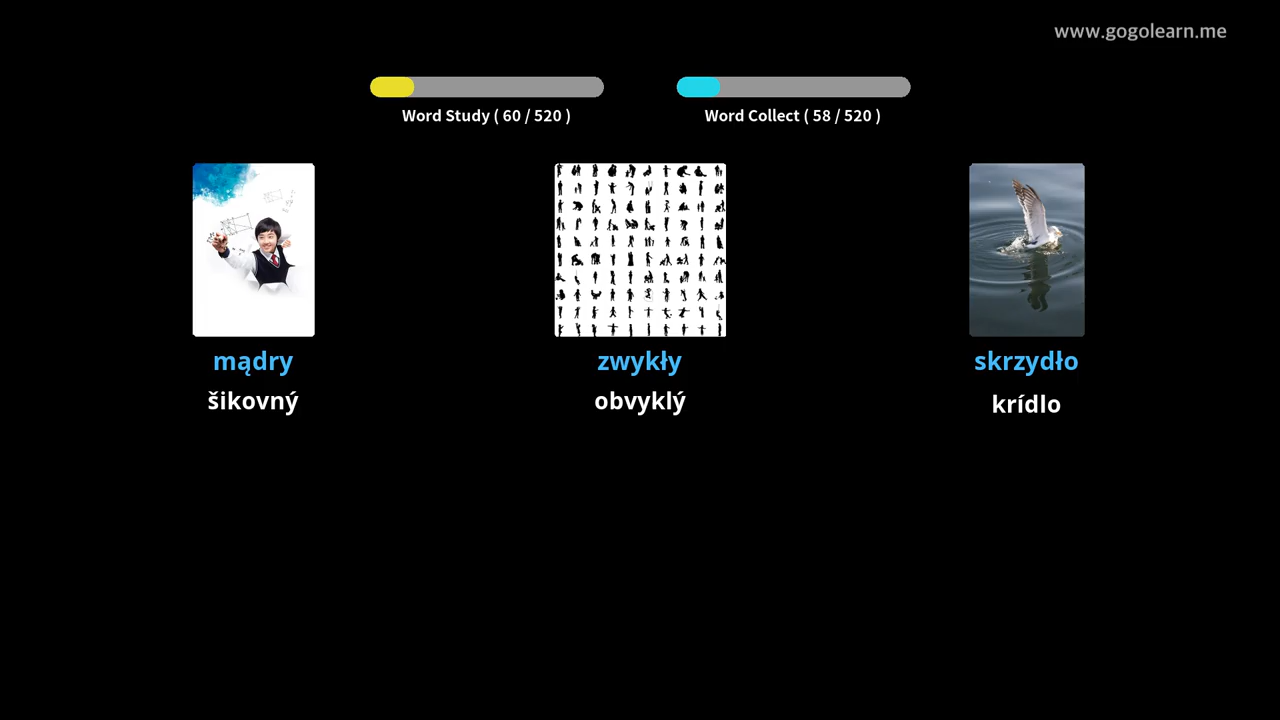 www.gogolearn.me
Word Study ( 60 / 520 )
Word Collect ( 58 / 520 )
mądry
zwykły
skrzydło
šikovný
obvyklý
krídlo